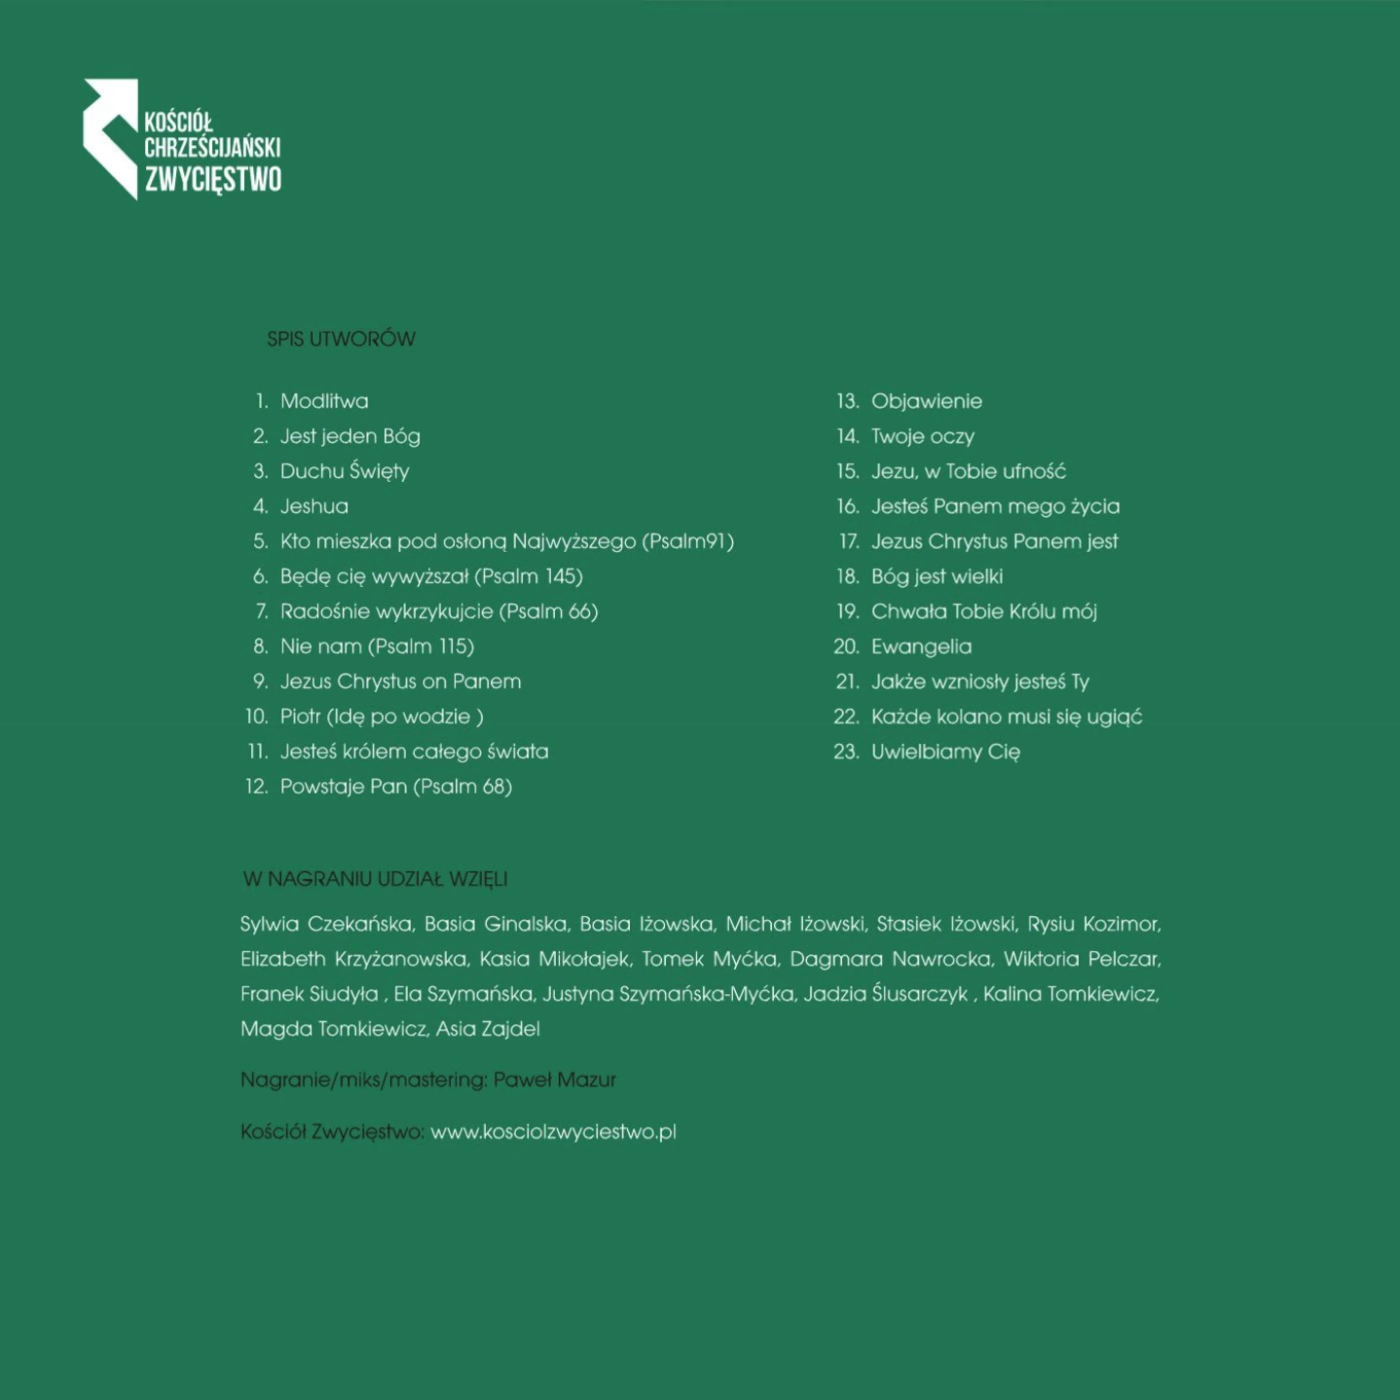 KOŚCIÓŁ
CHRZEŚCIJAŃSKI
ZWYCIĘSTWO
SPIS UTWORÓW
1. Modlitwa
2. Jest jeden Bóg
3. Duchu Święty
4. Jeshua
5. Kto mieszka pod osłoną Najwyższego (Psalm91)
6. Będę cię wywyższał (Psalm 145)
7. Radośnie wykrzykujcie (Psalm 66)
8. Nie nam (Psalm 115)
9. Jezus Chrystus on Panem
10. Piotr (Idę po wodzie )
11. Jesteś królem całego świata
12. Powstaje Pan (Psalm 68)
13. Objawienie
14. Twoje oczy
15. Jezu, w Tobie ufność
16. Jesteś Panem mego życia
17. Jezus Chrystus Panem jest
18. Bóg jest wielki
19. Chwała Tobie Królu mój
20. Ewangelia
21. Jakże wzniosły jesteś Ty
22. Każde kolano musi się ugiąć
23. Uwielbiamy Cię
W NAGRANIU UDZIAŁ WZIĘLI
Sylwia Czekańska, Basia Ginalska, Basia Iżowska, Michał Iżowski, Stasiek Iżowski, Rysiu Kozimor,
Elizabeth Krzyżanowska, Kasia Mikołajek, Tomek Myćka, Dagmara Nawrocka, Wiktoria Pelczar,
Franek Siudyła , Ela Szymańska, Justyna Szymańska-Myćka, Jadzia Ślusarczyk , Kalina Tomkiewicz,
Magda Tomkiewicz, Asia Zajdel
Nagranie/miks/mastering: Paweł Mazur
Kościół Zwycięstwo: www.kosciolzwyciestwo.pl